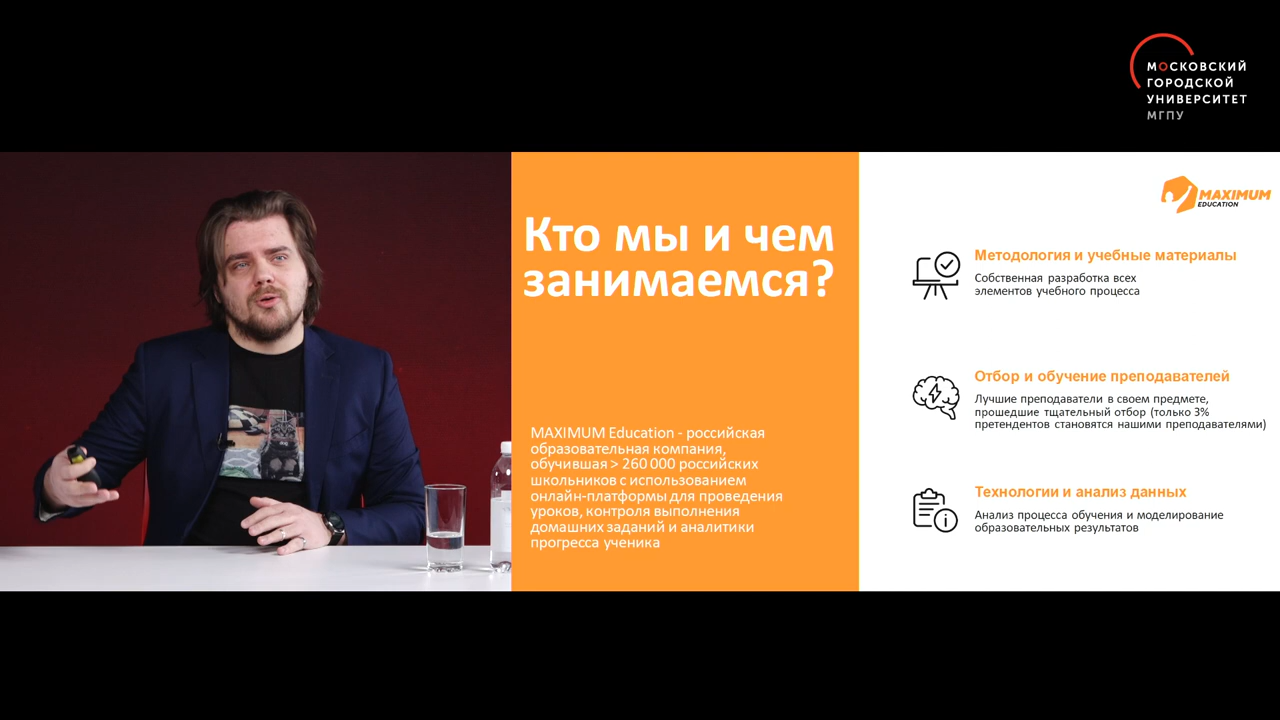 МОСКОВСКИЙ
ГОРОДСКОЙ
УНИВЕРСИТЕТ
МГПУ
Кто мы и чем
занимаемся?
MAXIMUM Education - российская
образовательная компания,
обучившая > 260 000 российских
школьников с использованием
онлайн-платформы для проведения
уроков, контроля выполнения
домашних заданий и аналитики
прогресса ученика
MAXIMUM
EDUCATION
Методология и учебные материалы
Собственная разработка всех
элементов учебного процесса
Отбор и обучение преподавателей
Лучшие преподаватели в своем предмете,
прошедшие тщательный отбор (только 3%
претендентов становятся нашими преподавателями)
Технологии и анализ данных
Анализ процесса обучения и моделирование
образовательных результатов